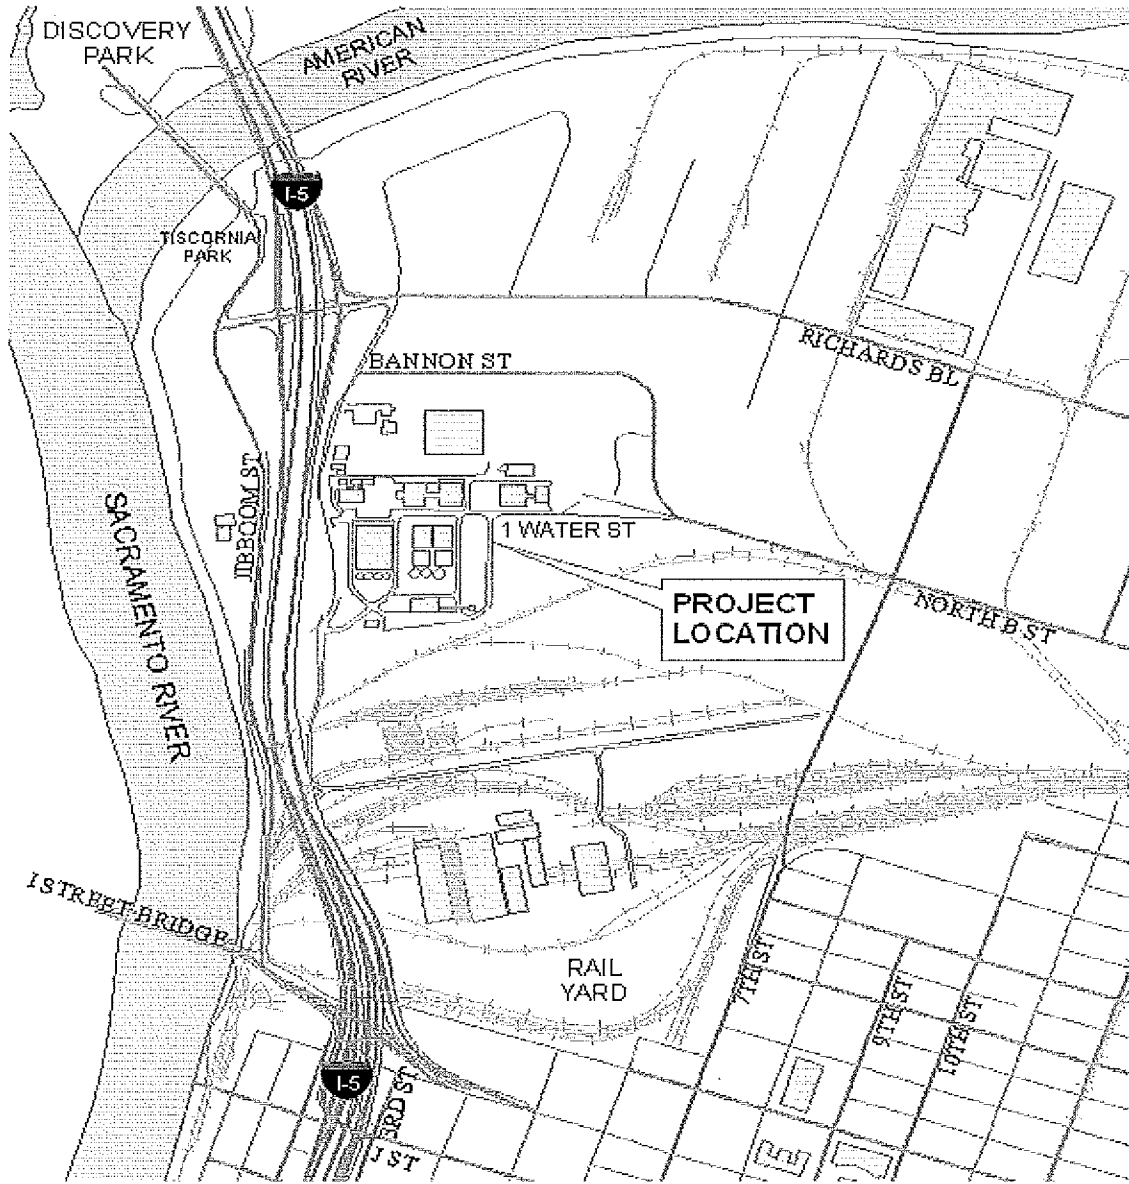 DISCOVERY
PARK
AMERICAN
RIVER
I-5
TISCORNIA
PARK
RICHARDS BL
BANNON ST
JIBBOOM ST
SACRAMENTO RIVER
1 WATER ST
PROJECT
LOCATION
NORTH B ST
I STREET BRIDGE
RAIL
YARD
7TH ST
9TH ST
10TH ST
I-5
3RD ST
J ST